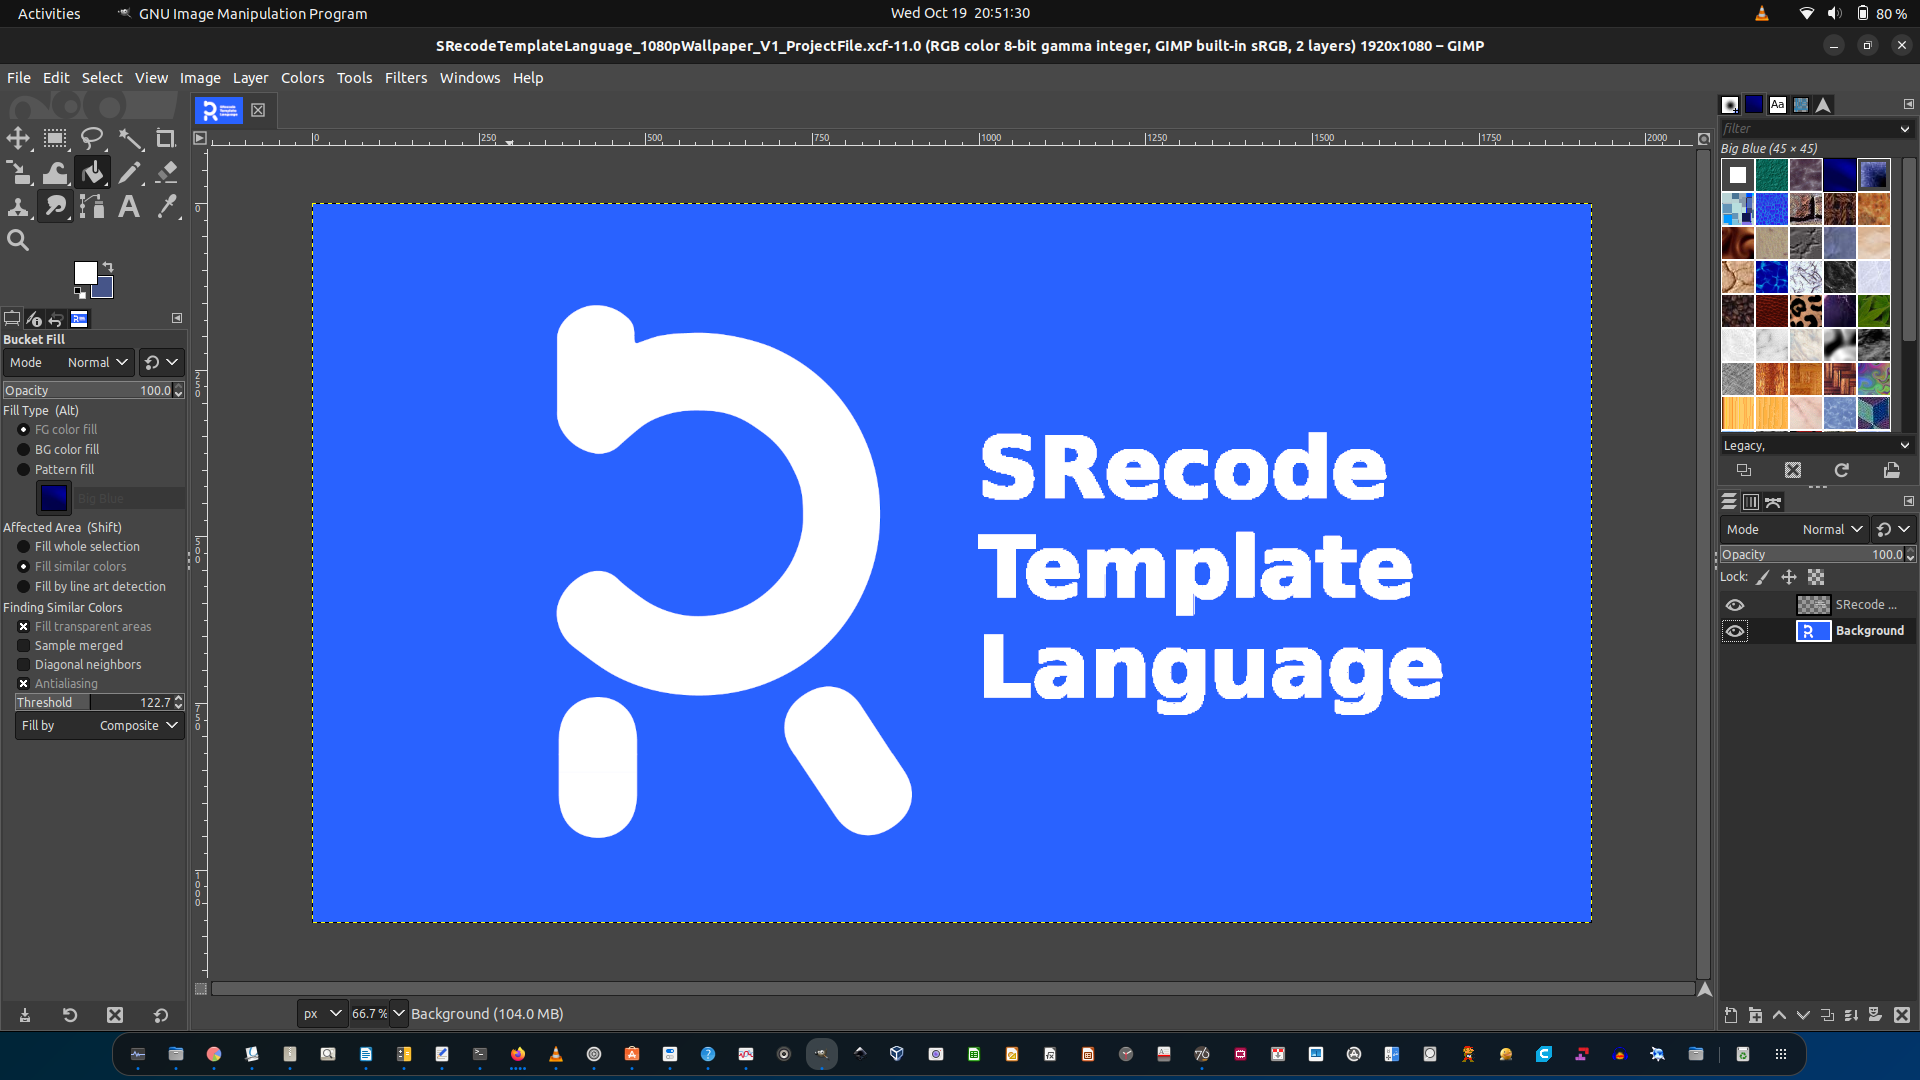 Activities
GNU Image Manipulation Program
Wed Oct 19 20:51:30
80 %
SRecodeTemplateLanguage_1080pWallpaper_V1_ProjectFile.xcf-11.0 (RGB color 8-bit gamma integer, GIMP built-in sRGB, 2 layers) 1920x1080 – GIMP
File Edit Select View Image Layer Colors Tools Filters Windows Help
0 250 500 750 1000 1250 1500 1750 2000
0
250
500
750
1000
Bucket Fill
Mode Normal
Opacity 100.0
Fill Type (Alt)
FG color fill
BG color fill
Pattern fill
Big Blue
Affected Area (Shift)
Fill whole selection
Fill similar colors
Fill by line art detection
Finding Similar Colors
Fill transparent areas
Sample merged
Diagonal neighbors
Antialiasing
Threshold 122.7
Fill by Composite
SRecode
Template
Language
px 66.7 % Background (104.0 MB)
Aa
filter
Big Blue (45 × 45)
Legacy,
Mode Normal
Opacity 100.0
Lock:
SRecode ...
Background